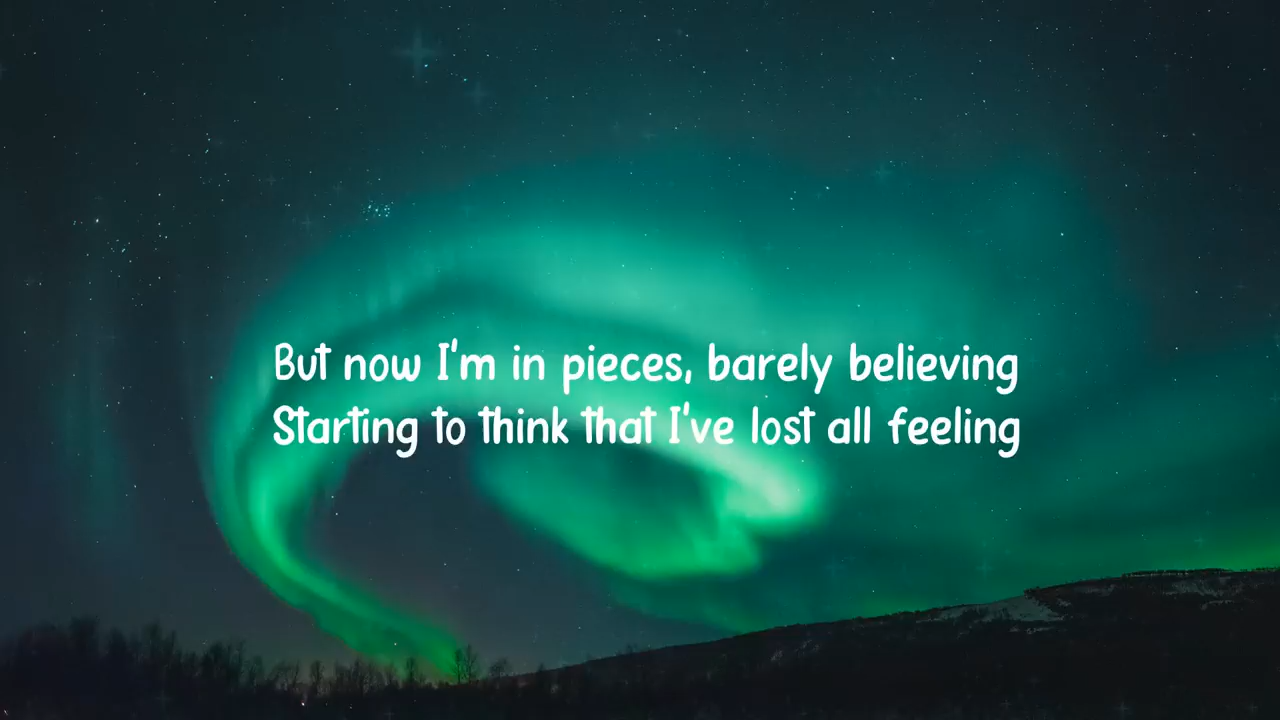 But now I'm in pieces, barely believing
Starting to think that I've lost all feeling